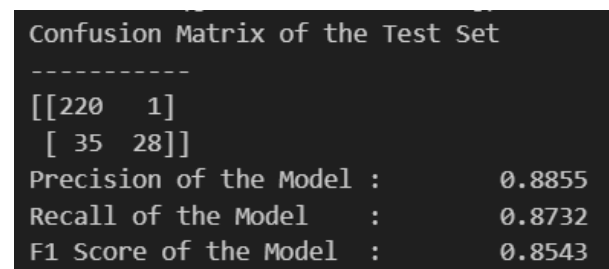 Confusion Matrix of the Test Set
-----------
[[220   1]
 [ 35  28]]
Precision of the Model :        0.8855
Recall of the Model    :        0.8732
F1 Score of the Model  :        0.8543